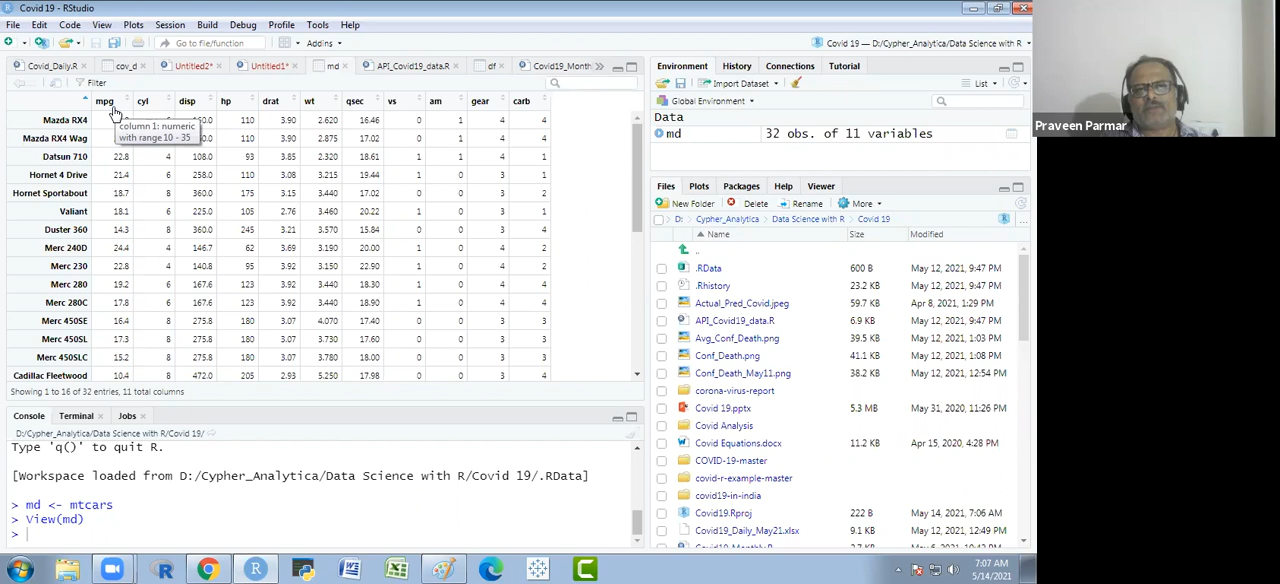 Covid 19 - RStudio
File Edit Code View Plots Session Build Debug Profile Tools Help
Go to file/function Addins
Covid 19 — D:/Cypher_Analytica/Data Science with R/Covid 19
Covid_Daily.R cov_d Untitled2* Untitled1* md API_Covid19_data.R df Covid19_Month
Filter
mpg cyl disp hp drat wt qsec vs am gear carb
column 1: numeric
with range 10 - 35
Mazda RX4 110 3.90 2.620 16.46 0 1 4 4
Mazda RX4 Wag 110 3.90 2.875 17.02 0 1 4 4
Datsun 710 22.8 4 108.0 93 3.85 2.320 18.61 1 1 4 1
Hornet 4 Drive 21.4 6 258.0 110 3.08 3.215 19.44 1 0 3 1
Hornet Sportabout 18.7 8 360.0 175 3.15 3.440 17.02 0 0 3 2
Valiant 18.1 6 225.0 105 2.76 3.460 20.22 1 0 3 1
Duster 360 14.3 8 360.0 245 3.21 3.570 15.84 0 0 3 4
Merc 240D 24.4 4 146.7 62 3.69 3.190 20.00 1 0 4 2
Merc 230 22.8 4 140.8 95 3.92 3.150 22.90 1 0 4 2
Merc 280 19.2 6 167.6 123 3.92 3.440 18.30 1 0 4 4
Merc 280C 17.8 6 167.6 123 3.92 3.440 18.90 1 0 4 4
Merc 450SE 16.4 8 275.8 180 3.07 4.070 17.40 0 0 3 3
Merc 450SL 17.3 8 275.8 180 3.07 3.730 17.60 0 0 3 3
Merc 450SLC 15.2 8 275.8 180 3.07 3.780 18.00 0 0 3 3
Cadillac Fleetwood 10.4 8 472.0 205 2.93 5.250 17.98 0 0 3 4
Showing 1 to 16 of 32 entries, 11 total columns
Console Terminal Jobs
D:/Cypher_Analytica/Data Science with R/Covid 19/
Type 'q()' to quit R.
[Workspace loaded from D:/Cypher_Analytica/Data Science with R/Covid 19/.RData]
> md <- mtcars
> View(md)
>
Environment History Connections Tutorial
Import Dataset List
Global Environment
Data
md 32 obs. of 11 variables
Files Plots Packages Help Viewer
New Folder Delete Rename More
D: Cypher_Analytica Data Science with R Covid 19 ...
Name Size Modified
..
.RData 600 B May 12, 2021, 9:47 PM
.Rhistory 23.2 KB May 12, 2021, 9:47 PM
Actual_Pred_Covid.jpeg 59.7 KB Apr 8, 2021, 1:29 PM
API_Covid19_data.R 6.9 KB May 12, 2021, 9:47 PM
Avg_Conf_Death.png 39.5 KB May 12, 2021, 1:03 PM
Conf_Death.png 41.1 KB May 12, 2021, 1:08 PM
Conf_Death_May11.png 38.2 KB May 12, 2021, 12:54 PM
corona-virus-report
Covid 19.pptx 5.3 MB May 31, 2020, 11:26 PM
Covid Analysis
Covid Equations.docx 11.2 KB Apr 15, 2020, 4:28 PM
COVID-19-master
covid-r-example-master
covid19-in-india
Covid19.Rproj 222 B May 14, 2021, 7:06 AM
Covid19_Daily_May21.xlsx 9.1 KB May 12, 2021, 12:49 PM
Praveen Parmar
7:07 AM
5/14/2021